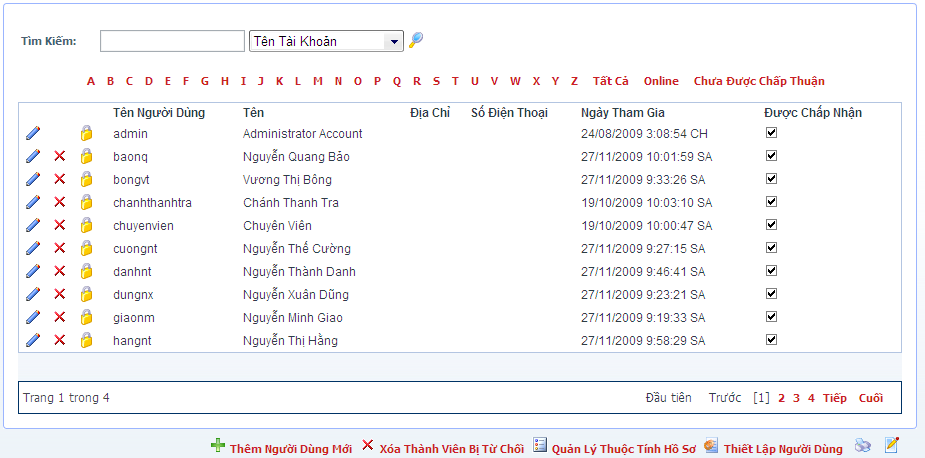 Tìm Kiếm: Tên Tài Khoản
A B C D E F G H I J K L M N O P Q R S T U V W X Y Z Tất Cả Online Chưa Được Chấp Thuận
Tên Người Dùng Tên Địa Chỉ Số Điện Thoại Ngày Tham Gia Được Chấp Nhận
admin Administrator Account 24/08/2009 3:08:54 CH
baonq Nguyễn Quang Bảo 27/11/2009 10:01:59 SA
bongvt Vương Thị Bông 27/11/2009 9:33:26 SA
chanhthanhtra Chánh Thanh Tra 19/10/2009 10:03:10 SA
chuyenvien Chuyên Viên 19/10/2009 10:00:47 SA
cuongnt Nguyễn Thế Cường 27/11/2009 9:27:15 SA
danhnt Nguyễn Thành Danh 27/11/2009 9:46:41 SA
dungnx Nguyễn Xuân Dũng 27/11/2009 9:23:21 SA
giaonm Nguyễn Minh Giao 27/11/2009 9:19:33 SA
hangnt Nguyễn Thị Hằng 27/11/2009 9:58:29 SA
Trang 1 trong 4 Đầu tiên Trước [1] 2 3 4 Tiếp Cuối
Thêm Người Dùng Mới Xóa Thành Viên Bị Từ Chối Quản Lý Thuộc Tính Hồ Sơ Thiết Lập Người Dùng